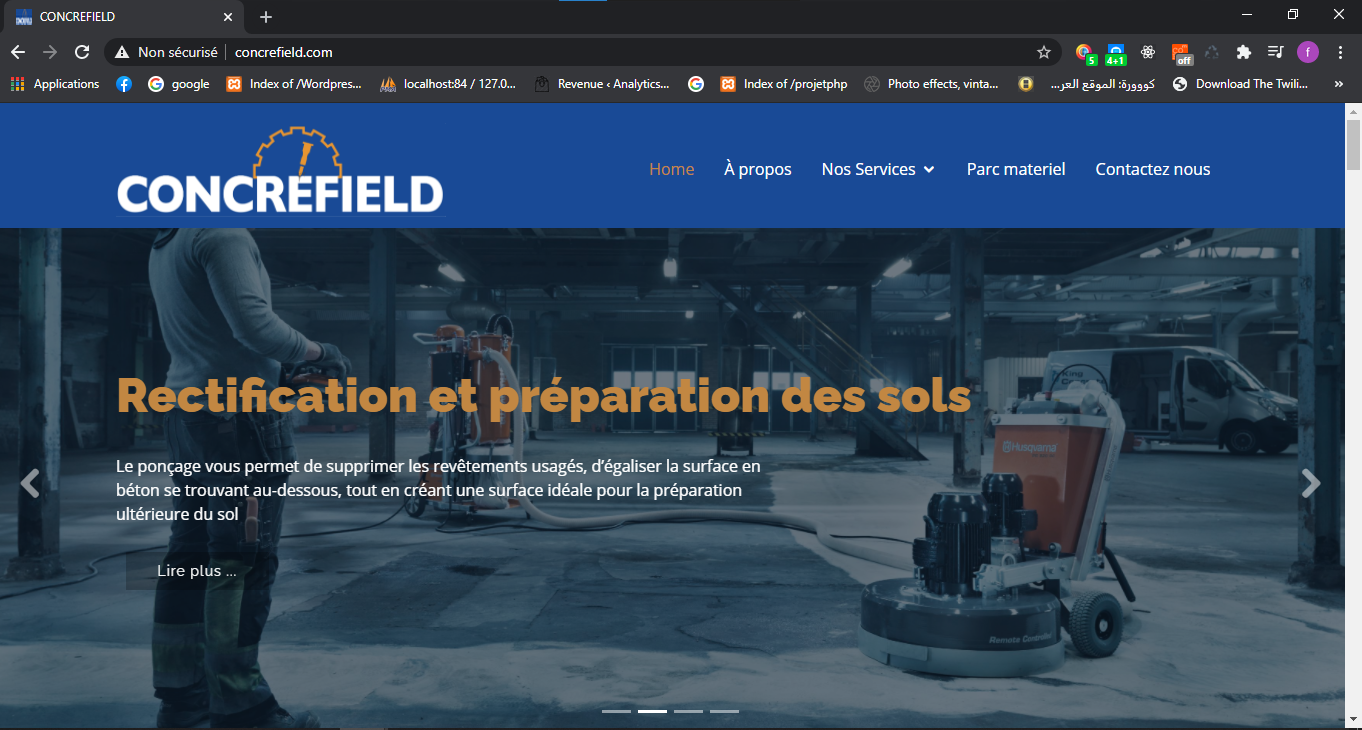 CONCREFIELD
Non sécurisé
concrefield.com
5
4+1
off
f
Applications
google
Index of /Wordpres...
localhost:84 / 127.0...
Revenue ‹ Analytics...
Index of /projetphp
Photo effects, vinta...
كووورة: الموقع العر...
Download The Twili...
»
CONCREFIELD
Home
À propos
Nos Services
Parc materiel
Contactez nous
Rectification et préparation des sols
Le ponçage vous permet de supprimer les revêtements usagés, d'égaliser la surface en
béton se trouvant au-dessous, tout en créant une surface idéale pour la préparation
ultérieure du sol
Lire plus ...
Husqvarna
Remote Controlled